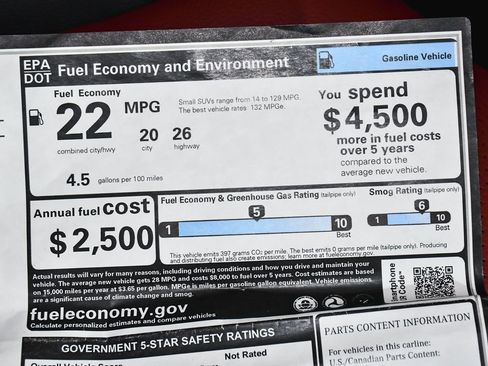 EPA
DOT
Fuel Economy and Environment
Gasoline Vehicle
Fuel Economy
22
MPG
combined city/hwy
20
city
26
highway
Small SUVs range from 14 to 129 MPG.
The best vehicle rates 132 MPGe.
4.5 gallons per 100 miles
You spend
$4,500
more in fuel costs
over 5 years
compared to the
average new vehicle.
Annual fuel cost
$2,500
Fuel Economy & Greenhouse Gas Rating (tailpipe only)
5
1
10
Best
Smog Rating (tailpipe only)
6
1
10
Best
This vehicle emits 397 grams CO2 per mile. The best emits 0 grams per mile (tailpipe only). Producing
and distributing fuel also create emissions; learn more at fueleconomy.gov.
Actual results will vary for many reasons, including driving conditions and how you drive and maintain your
vehicle. The average new vehicle gets 28 MPG and $8,000 to fuel over 5 years. Cost estimates are based
on 15,000 miles per year at $3.65 per gallon. MPGe is miles per gasoline gallon equivalent. Vehicle emissions
are a significant cause of climate change and smog.
fueleconomy.gov
Calculate personalized estimates and compare vehicles
Smartphone
QR Code™
GOVERNMENT 5-STAR SAFETY RATINGS
Overall Vehicle Score
Not Rated
PARTS CONTENT INFORMATION
For vehicles in this carline:
U.S./Canadian Parts Content: